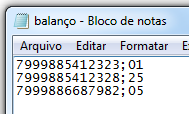 balanço - Bloco de notas
Arquivo Editar Formatar
7999885412323;01
7999885412328;25
7999886687982;05